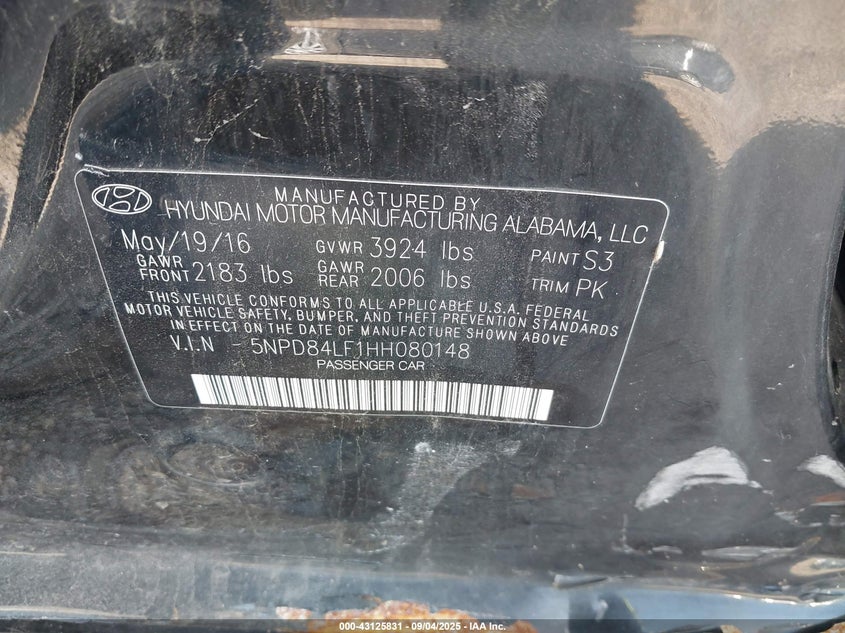 MANUFACTURED BY
HYUNDAI MOTOR MANUFACTURING ALABAMA, LLC
May/19/16 GVWR 3924 lbs PAINT S3
GAWR FRONT 2183 lbs GAWR REAR 2006 lbs TRIM PK
THIS VEHICLE CONFORMS TO ALL APPLICABLE U.S.A. FEDERAL
MOTOR VEHICLE SAFETY, BUMPER, AND THEFT PREVENTION STANDARDS
IN EFFECT ON THE DATE OF MANUFACTURE SHOWN ABOVE
V.I.N - 5NPD84LF1HH080148
PASSENGER CAR
000-43125831 - 09/04/2025 - IAA Inc.